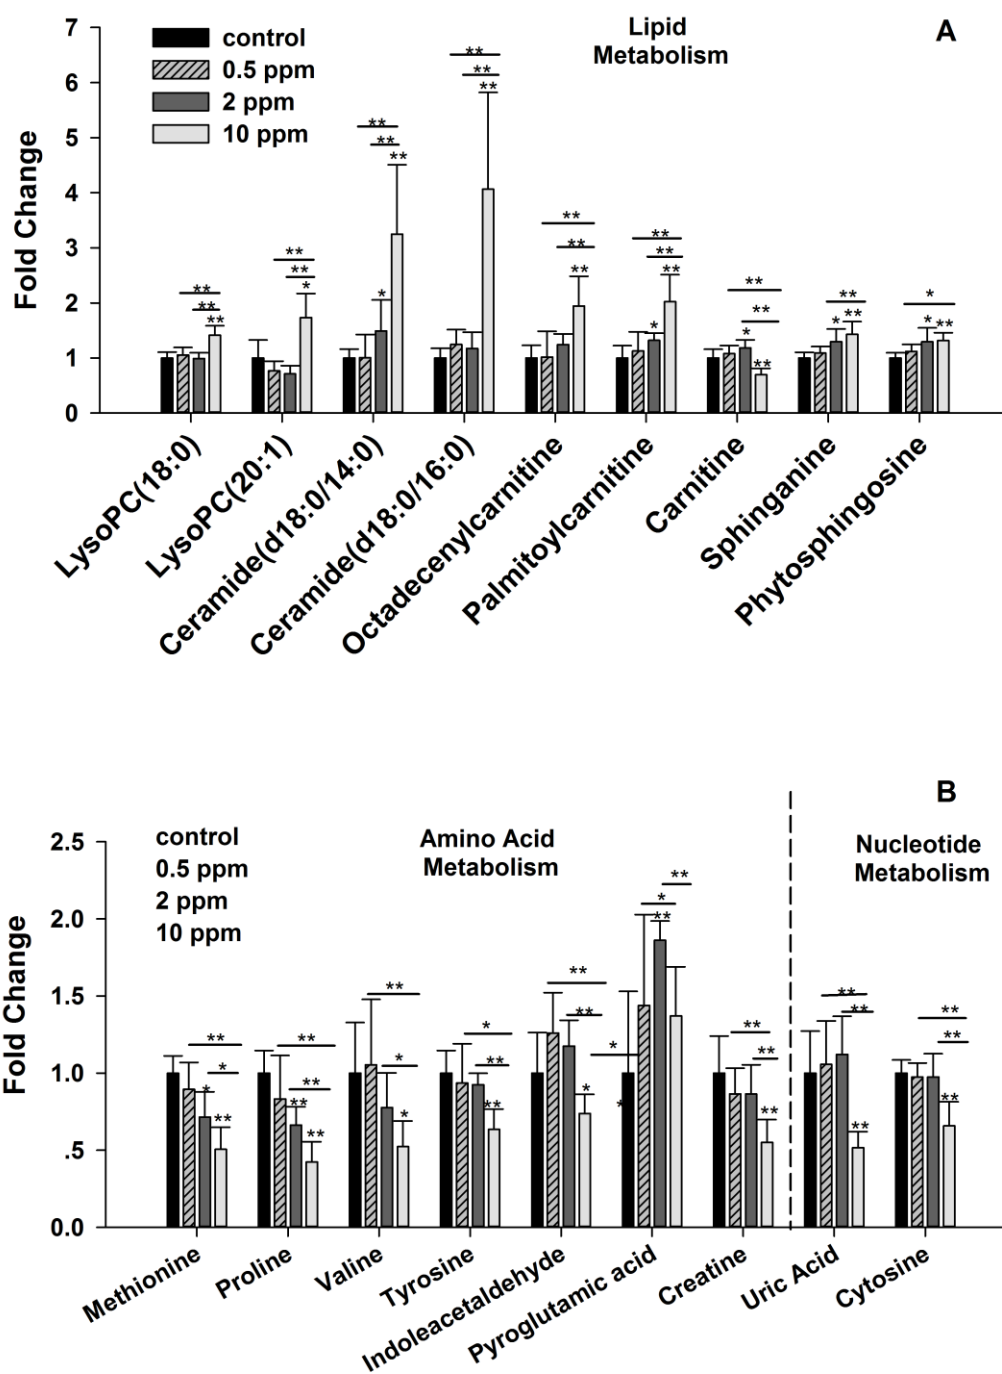 A
Lipid
Metabolism
control
0.5 ppm
2 ppm
10 ppm
Fold Change
7
6
5
4
3
2
1
0
** ** **
** ** *
** ** **
*
** ** **
** ** **
** ** **
*
** **
* **
**
* **
*
* **
LysoPC(18:0)
LysoPC(20:1)
Ceramide(d18:0/14:0)
Ceramide(d18:0/16:0)
Octadecenylcarnitine
Palmitoylcarnitine
Carnitine
Sphinganine
Phytosphingosine
B
Amino Acid
Metabolism
Nucleotide
Metabolism
control
0.5 ppm
2 ppm
10 ppm
Fold Change
2.5
2.0
1.5
1.0
.5
0.0
** *
* **
** **
** **
** *
*
* **
**
** **
*
*
*
** *
**
** **
**
** **
**
** **
**
Methionine
Proline
Valine
Tyrosine
Indoleacetaldehyde
Pyroglutamic acid
Creatine
Uric Acid
Cytosine